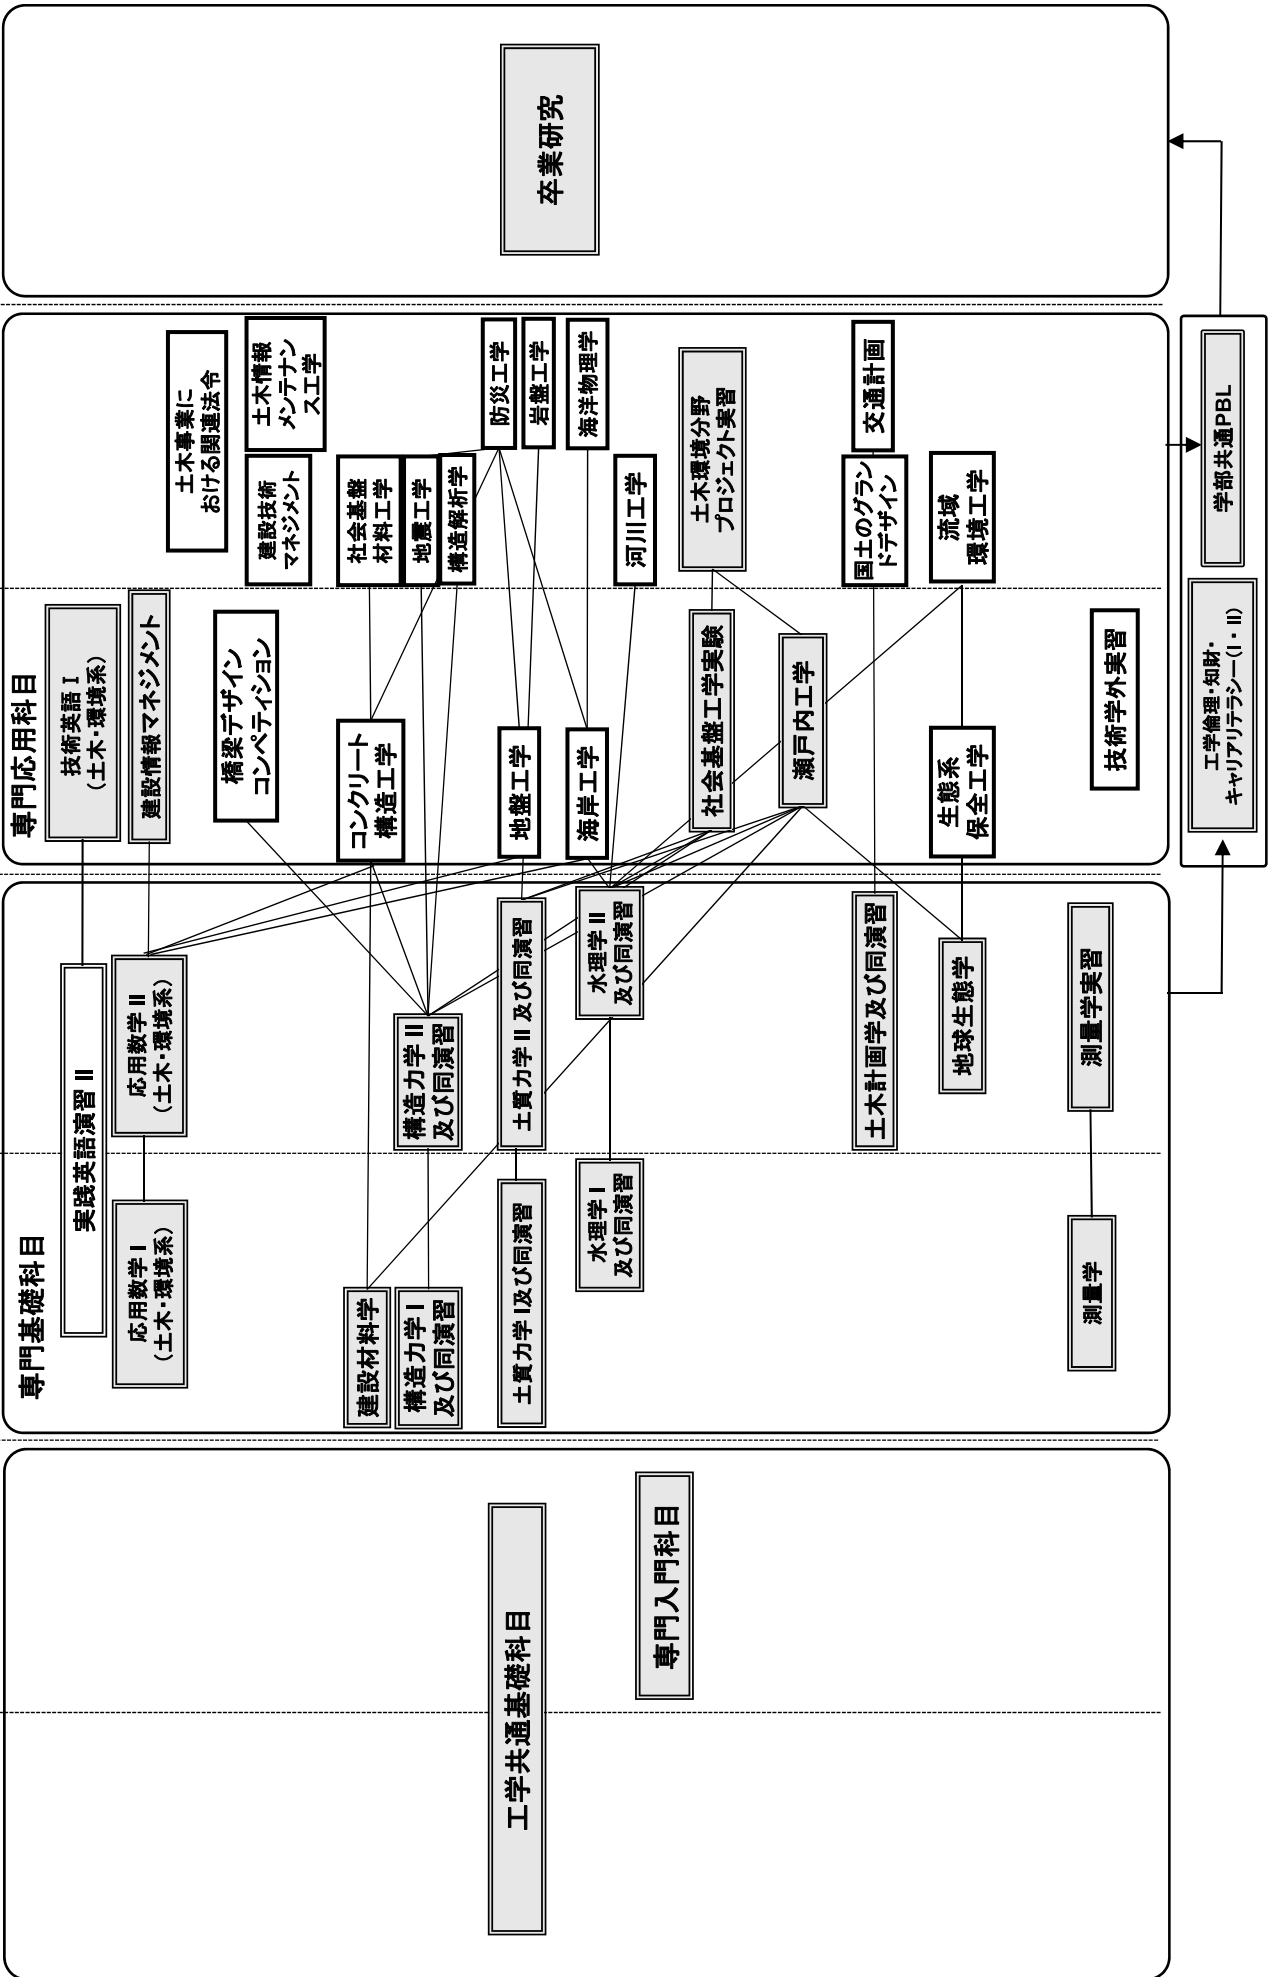 工学共通基礎科目
専門入門科目
専門基礎科目
実践英語演習 Ⅱ
応用数学 Ⅰ
(土木・環境系)
応用数学 Ⅱ
(土木・環境系)
建設材料学
構造力学 Ⅰ
及び同演習
構造力学 Ⅱ
及び同演習
土質力学 Ⅰ及び同演習
土質力学 Ⅱ 及び同演習
水理学 Ⅰ
及び同演習
水理学 Ⅱ
及び同演習
土木計画学及び同演習
地球生態学
測量学
測量学実習
専門応用科目
技術英語 Ⅰ
(土木・環境系)
建設情報マネジメント
橋梁デザイン
コンペティション
コンクリート
構造工学
地盤工学
海岸工学
社会基盤工学実験
瀬戸内工学
生態系
保全工学
技術学外実習
土木事業に
おける関連法令
建設技術
マネジメント
土木情報
メンテナン
ス工学
社会基盤
材料工学
地震工学
構造解析学
防災工学
岩盤工学
海洋物理学
河川工学
土木環境分野
プロジェクト実習
国土のグラン
ドデザイン
交通計画
流域
環境工学
工学倫理・知財・
キャリアリテラシー(Ⅰ・Ⅱ)
学部共通PBL
卒業研究